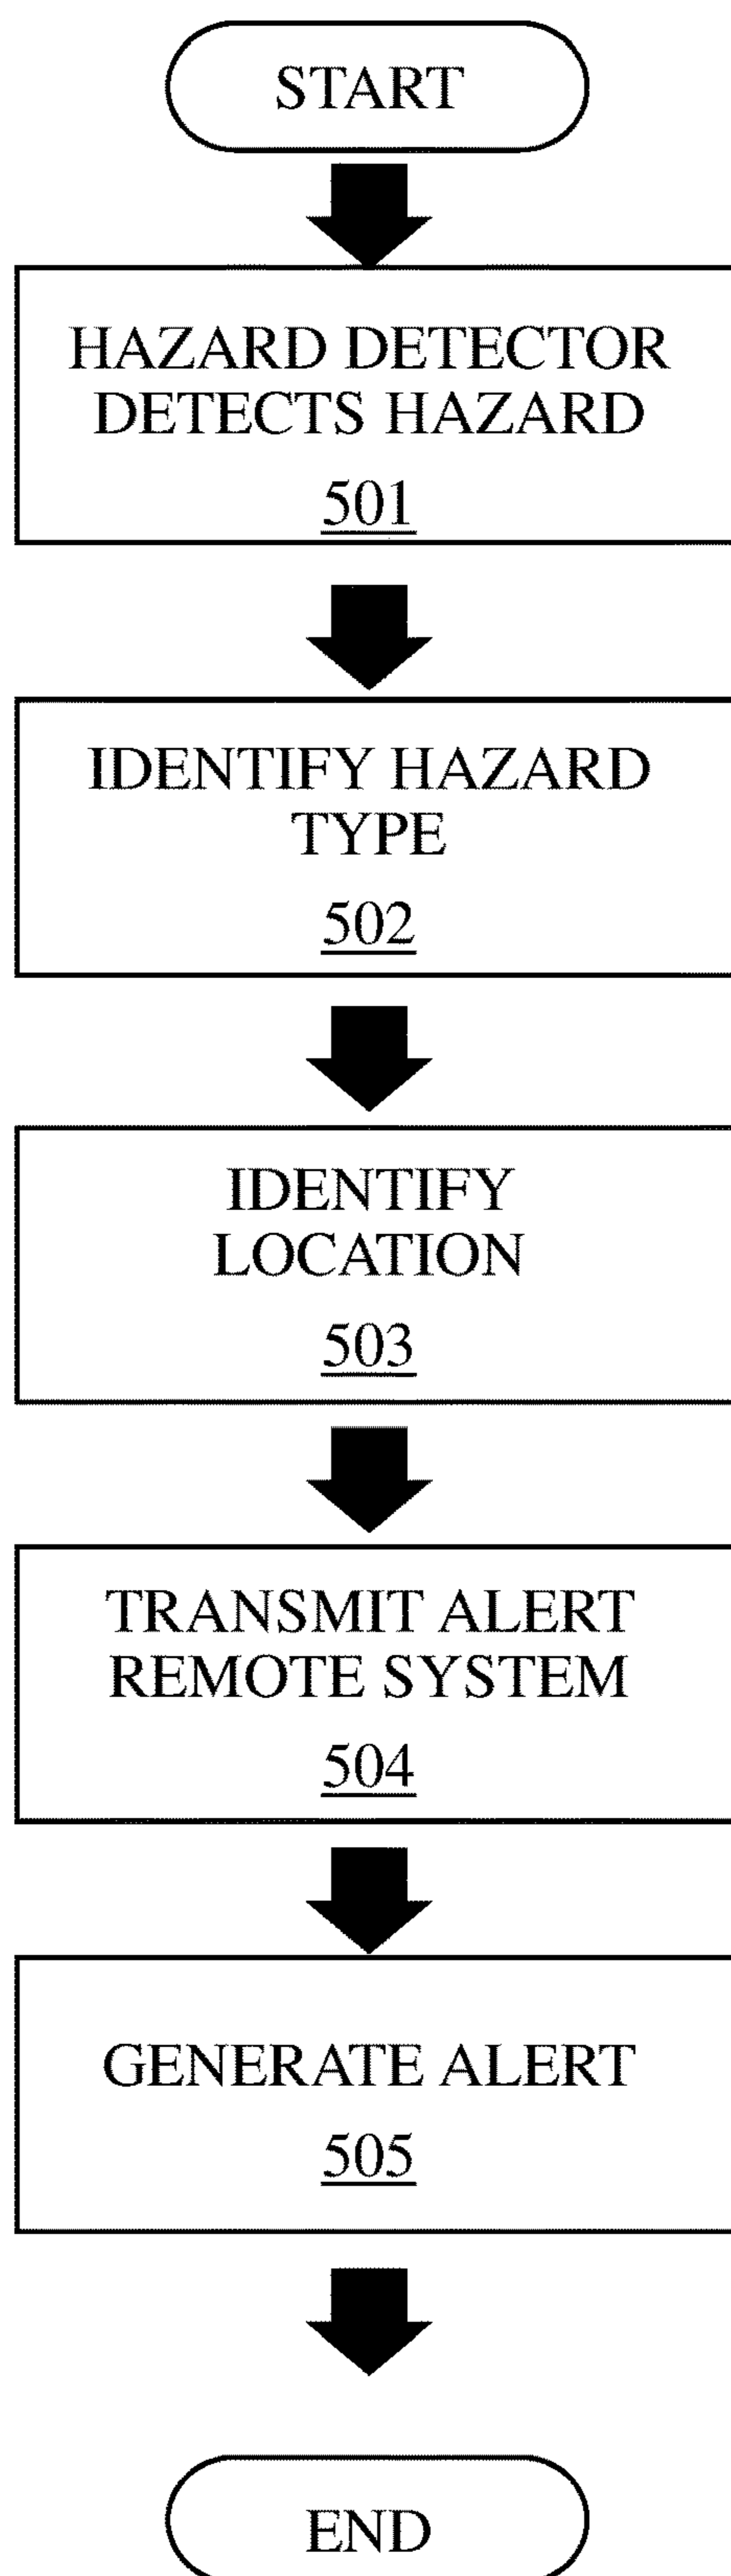 START
HAZARD DETECTOR
DETECTS HAZARD
501
IDENTIFY HAZARD
TYPE
502
IDENTIFY
LOCATION
503
TRANSMIT ALERT
REMOTE SYSTEM
504
GENERATE ALERT
505
END